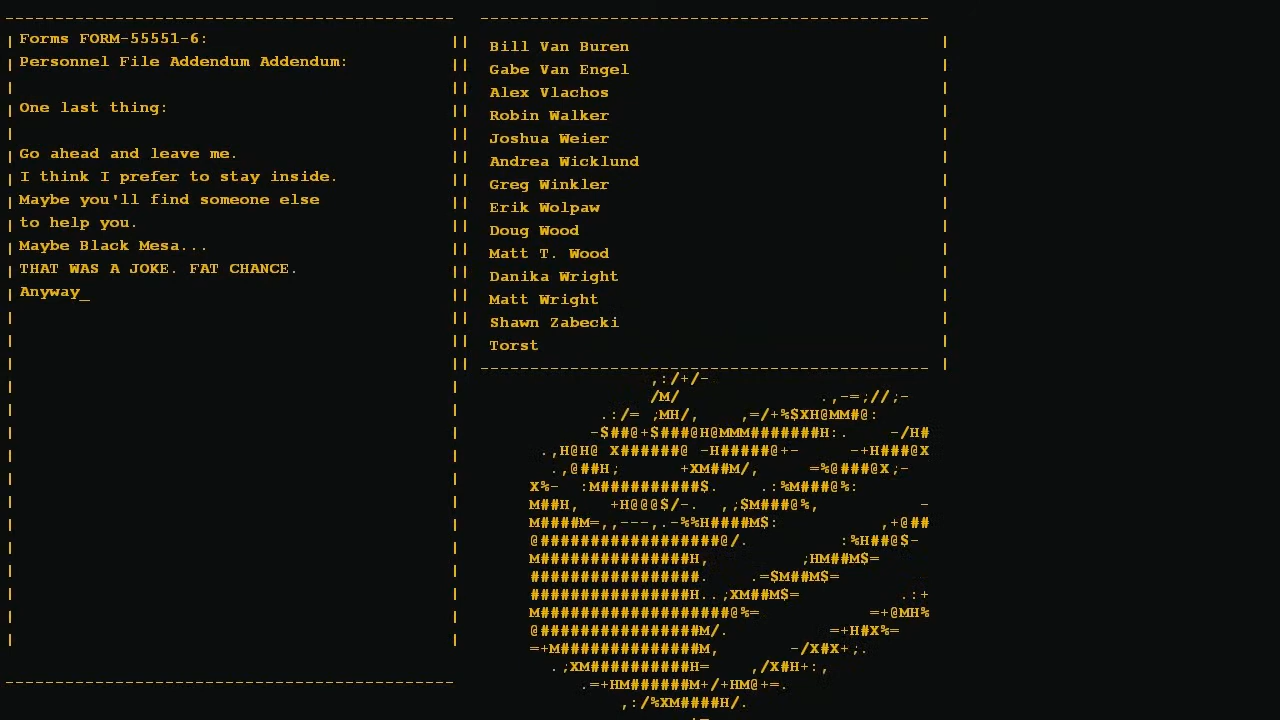 Forms FORM-55551-6:
Personnel File Addendum Addendum:
One last thing:
Go ahead and leave me.
I think I prefer to stay inside.
Maybe you'll find someone else
to help you.
Maybe Black Mesa...
THAT WAS A JOKE. FAT CHANCE.
Anyway_
Bill Van Buren
Gabe Van Engel
Alex Vlachos
Robin Walker
Joshua Weier
Andrea Wicklund
Greg Winkler
Erik Wolpaw
Doug Wood
Matt T. Wood
Danika Wright
Matt Wright
Shawn Zabecki
Torst